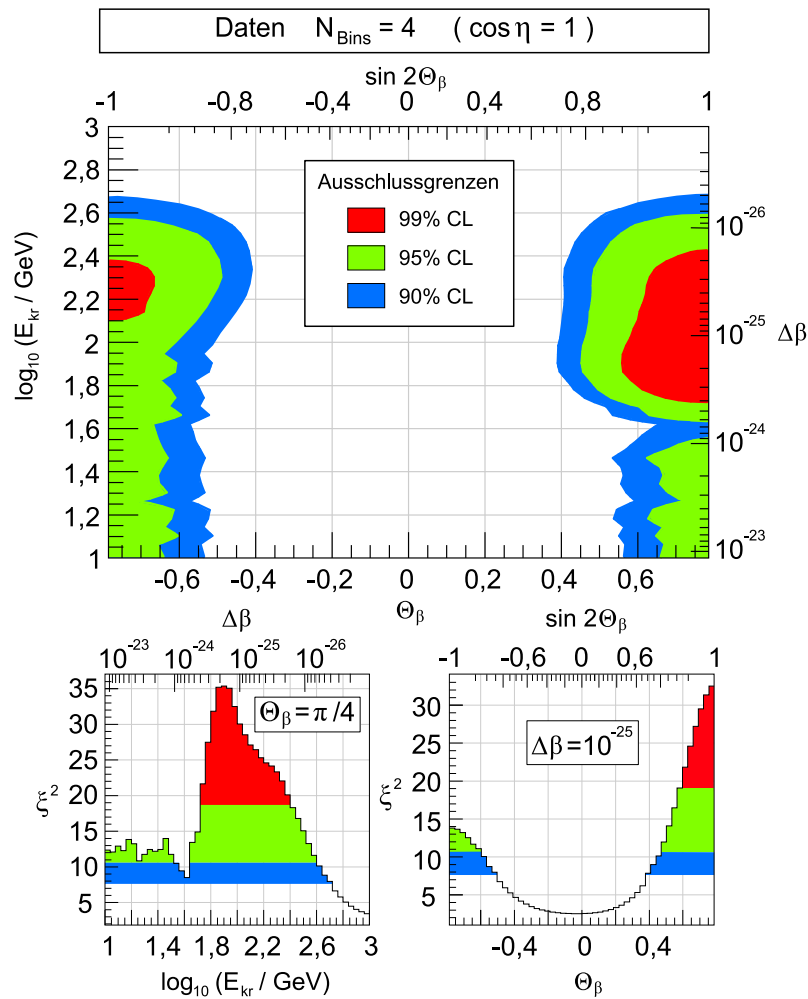 Daten N_Bins = 4 ( cos η = 1 )
sin 2Θ_β
-1 -0,7 -0,4 0 0,4 0,8 1
3
2,8
2,6
2,4
2,2
2
1,8
1,6
1,4
1,2
1
log₁₀ (E_kr / GeV)
Ausschlussgrenzen
99% CL
95% CL
90% CL
10⁻²⁶
10⁻²⁵
10⁻²⁴
10⁻²³
Δβ
-0,6 -0,4 -0,2 0 0,2 0,4 0,6
Θ_β
Δβ
10⁻²³ 10⁻²⁴ 10⁻²⁵ 10⁻²⁶
Θ_β = π /4
35
30
25
20
15
10
5
ξ²
1 1,4 1,8 2,2 2,6 3
log₁₀ (E_kr / GeV)
sin 2Θ_β
-1 -0,6 0 0,6 1
Δβ = 10⁻²⁵
30
25
20
15
10
5
ξ²
-0,4 0 0,4
Θ_β